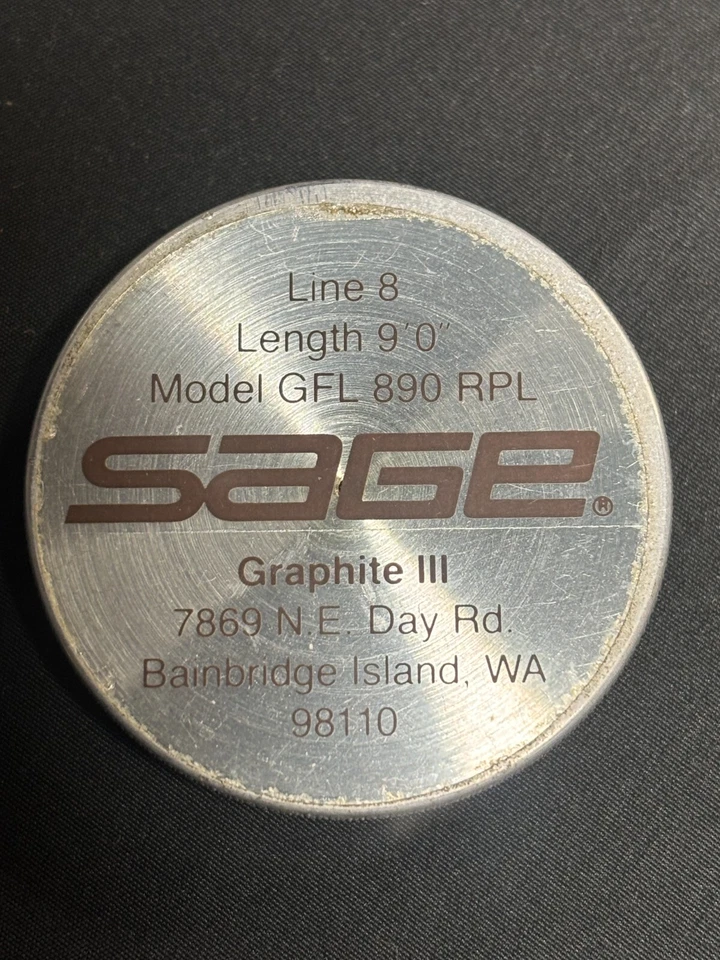 Line 8
Length 9'0"
Model GFL 890 RPL
SAGE®
Graphite III
7869 N.E. Day Rd.
Bainbridge Island, WA
98110